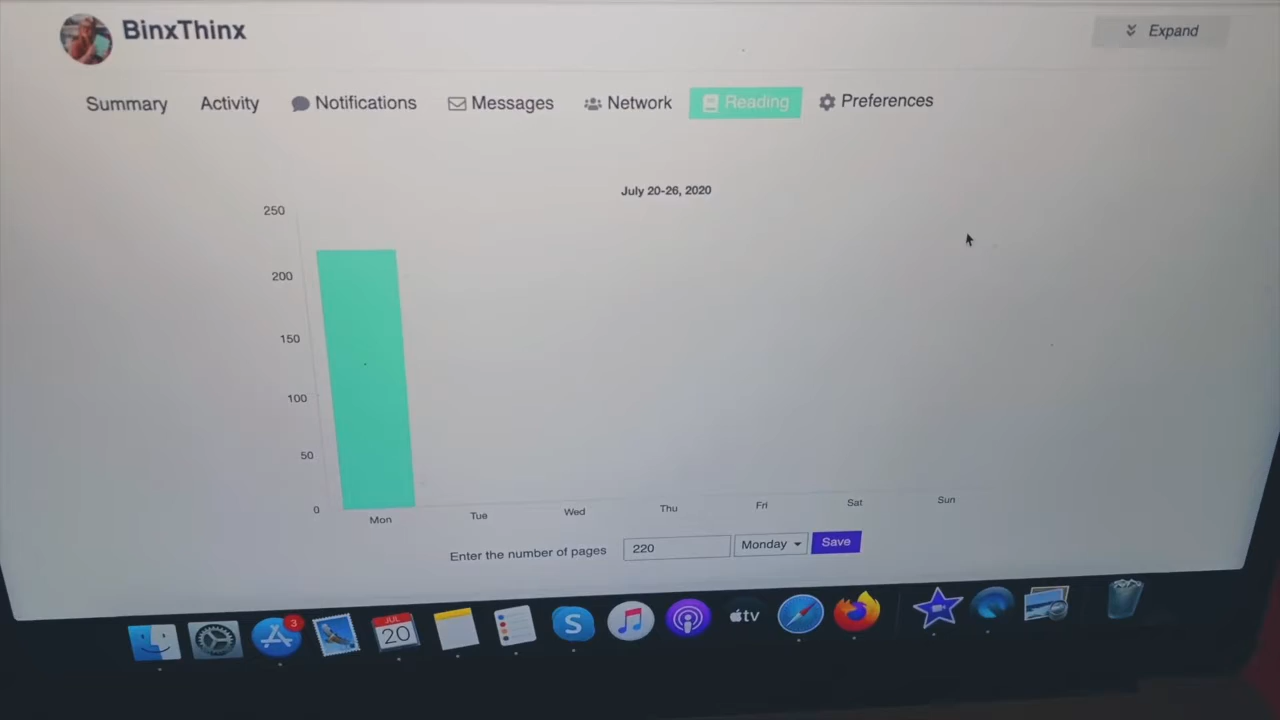 BinxThinx
Expand
Summary Activity Notifications Messages Network Reading Preferences
July 20-26, 2020
250
200
150
100
50
0
Mon Tue Wed Thu Fri Sat Sun
Enter the number of pages 220 Monday Save
3
JUL
20
S
tv